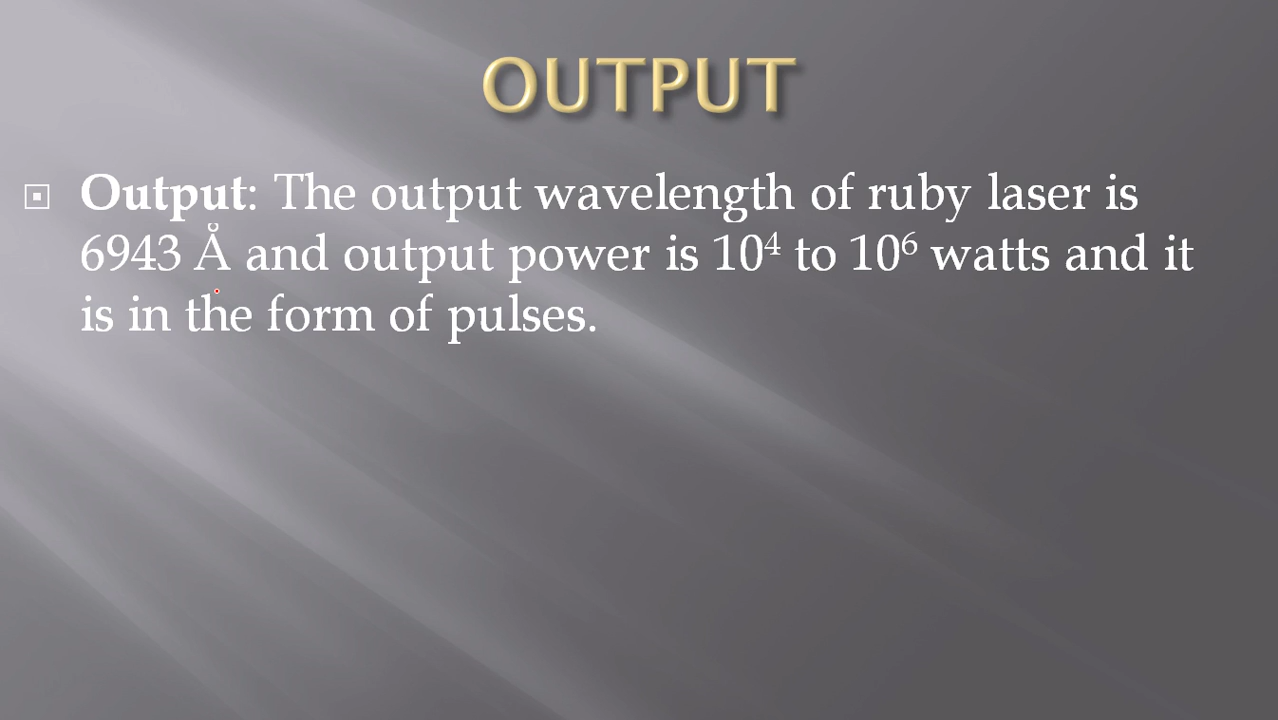 OUTPUT
Output: The output wavelength of ruby laser is
6943 Å and output power is 10⁴ to 10⁶ watts and it
is in the form of pulses.